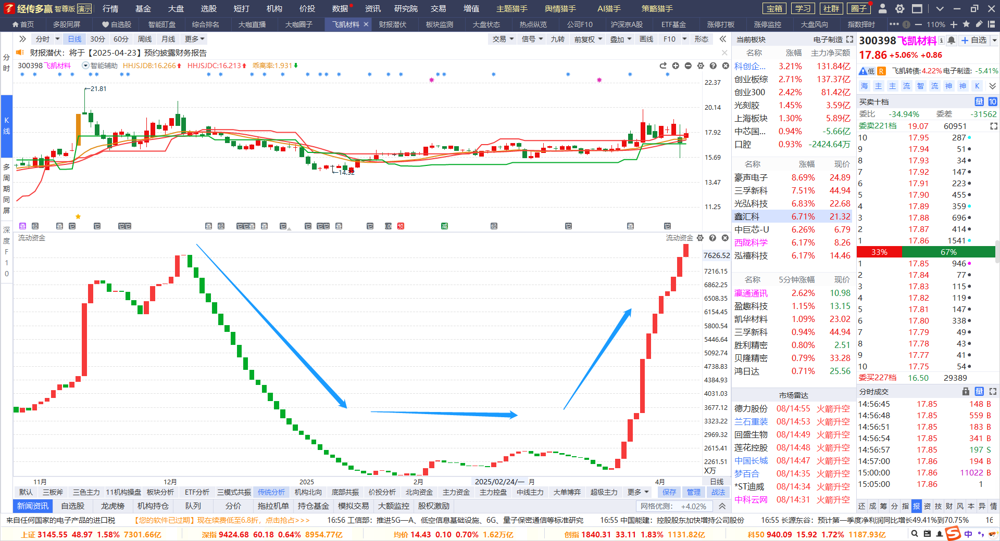 经传多赢 智尊版 演示 行情 基金 大盘 选股 短打 机构 价投 数据 资讯 研究院 交易 增值 主题猎手 舆情猎手 AI猎手 策略猎手 宝箱 学习 社群 圈子
首页 多股同屏 自选股 智能盯盘 综合排名 大咖直播 大咖圈子 飞凯材料 财报潜伏 板块监测 大盘状态 热点纵览 公司F10 沪深京A股 ETF基金 涨停打板 涨停监控 大盘风向 指数择时 110%
分时 日线 30分 60分 周线 月线 更多 交易 信号 九转 前复权 叠加 画线 F10 形态
财报潜伏：将于【2025-04-23】预约披露财务报告
300398飞凯材料 智能辅助 HHJSJDB:16.266 HHJSJDC:16.213 乖离率:1.931
分时
K线
多周期同屏
深度F10
21.81
14.32
22.37
20.14
17.92
15.69
13.47
11.25
流动资金 流动资金
7626.52
7216.15
6862.25
6508.35
6154.45
5800.54
5446.64
5092.74
4738.83
4384.93
4031.03
3677.12
3323.22
2969.32
2615.41
2261.51
X万
11月 12月 2025 2月 2025/02/24/一 月 4月 日线
默认 三板斧 三色主力 11机构操盘 板块分析 ETF分析 三模式共振 传统分析 机构北向 底部共振 价投分析 北向资金 主力资金 主力控盘 中线主力 大单博弈 超级主力 更多 保存 管理 战法
新闻资讯 自选股 龙虎榜 机构持仓 队列 分价 拖拉机单 持仓基金 模拟交易 大额监控 股权激励 网格优测： +4.02%
当前板块 电子制造
名称 涨幅 主力净买额
科创企... 3.21% 131.84亿
创业板综 2.71% 137.37亿
创业300 2.42% 81.42亿
光刻胶 1.45% 3.59亿
上海板块 1.30% 5.89亿
中芯国... 0.94% -5.66亿
口腔 0.93% -2424.64万
名称 涨幅 现价
豪声电子 8.69% 24.89
三孚新科 7.51% 44.94
光弘科技 6.83% 22.68
鑫汇科 6.71% 21.32
中巨芯-U 6.26% 6.79
西陇科学 6.17% 8.26
泓禧科技 6.17% 14.46
名称 5分钟涨幅 现价
瀛通通讯 2.62% 10.98
盈趣科技 1.15% 13.15
凯华材料 1.09% 23.02
三孚新科 0.94% 44.94
胜利精密 0.80% 2.51
贝隆精密 0.79% 33.28
鸿日达 0.71% 25.56
市场雷达
德力股份 08/14:55 火箭升空
兰石重装 08/14:53 火箭升空
回盛生物 08/14:49 火箭升空
莲花控股 08/14:48 火箭升空
中国长城 08/14:47 火箭升空
梦百合 08/14:35 火箭升空
*ST迪威 08/14:34 火箭升空
中科云网 08/14:31 火箭升空
300398 飞凯材料 自选
17.86 +5.06% +0.86
低 R 飞凯转债: 4.22% 电子制造: -5.41%
海 主 主 流 智 流 神 神 K
买卖十档 量 10
委比 -34.94% 委差 -31562
委卖221档 19.07 60951
10 17.95 287
9 17.94 51
8 17.93 34
7 17.92 147
6 17.91 223
5 17.90 455
4 17.89 359
3 17.88 696
2 17.87 414
1 17.86 1541
33% 67%
1 17.85 946
2 17.84 77
3 17.83 115
4 17.82 119
5 17.81 147
6 17.80 338
7 17.79 49
8 17.78 43
9 17.77 41
10 17.75 54
委买227档 16.50 29389
分时成交 量
14:56:45 17.85 148 B
14:56:48 17.85 559 B
14:56:51 17.85 183 B
14:56:54 17.85 341 B
14:56:57 17.85 197 S
14:57:00 17.86 194 B
15:00:00 17.86 11022 B
15:05:00 17.86 1
还 成 筹 分 指 报 资 技 财 风 本 异 情
来自任何国家的电子产品的进口税 【您的软件已过期】现在续费低至6.8折，点击抢占>>> 16:56 工信部：推进5G—A、低空信息基础设施、6G、量子保密通信等标准研究 16:55 中国能建：控股股东加快增持公司股份 16:55 长源东谷：预计第一季度净利润同比增长49.41%到70.75%
上证 3145.55 48.97 1.58% 7301.66亿 深指 9424.68 60.18 0.64% 8954.77亿 均价 14.43 0.10 0.70% 1.62万亿 创指 1840.31 33.11 1.83% 1131.82亿 科50 940.09 15.92 1.72% 1187.93亿 中